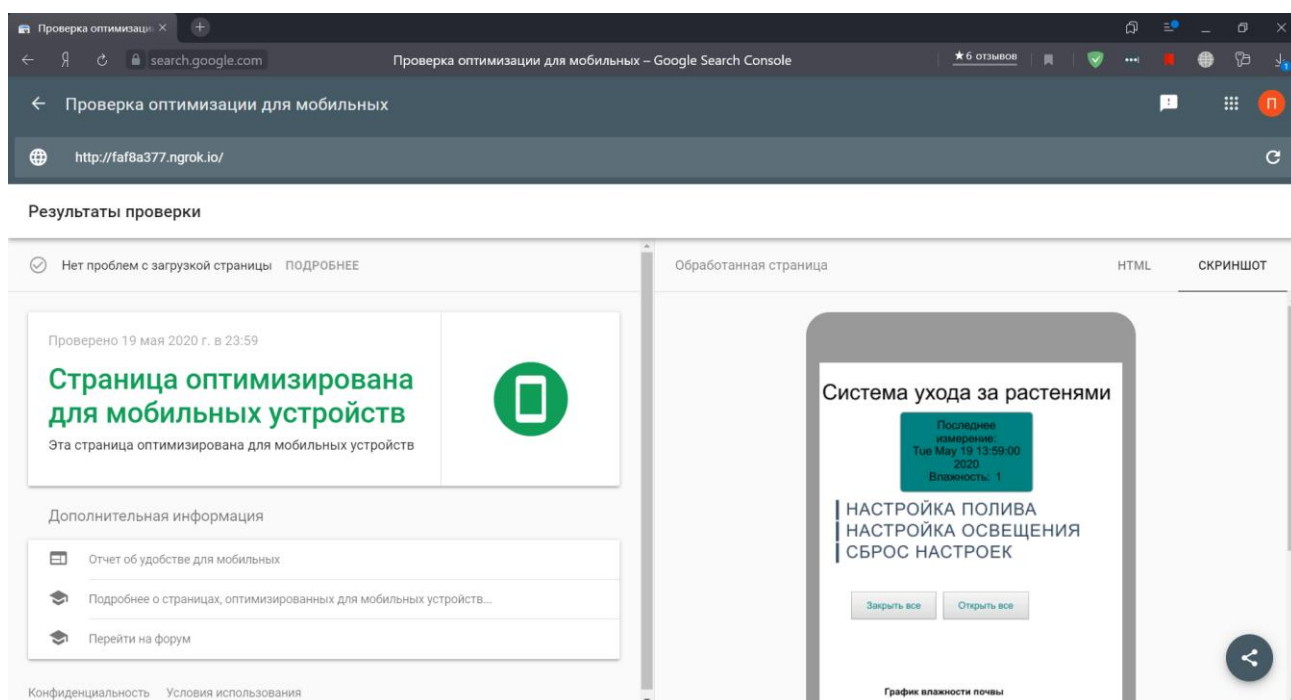 Проверка оптимизаци
search.google.com
Проверка оптимизации для мобильных – Google Search Console
★6 отзывов
Проверка оптимизации для мобильных
П
http://faf8a377.ngrok.io/
Результаты проверки
Нет проблем с загрузкой страницы ПОДРОБНЕЕ
Обработанная страница
HTML
СКРИНШОТ
Проверено 19 мая 2020 г. в 23:59
Страница оптимизирована
для мобильных устройств
Эта страница оптимизирована для мобильных устройств
Дополнительная информация
Отчет об удобстве для мобильных
Подробнее о страницах, оптимизированных для мобильных устройств...
Перейти на форум
Конфиденциальность Условия использования
Система ухода за растенями
Последнее
измерение:
Tue May 19 13:59:00
2020
Влажность: 1
НАСТРОЙКА ПОЛИВА
НАСТРОЙКА ОСВЕЩЕНИЯ
СБРОС НАСТРОЕК
Закрыть все
Открыть все
График влажности почвы